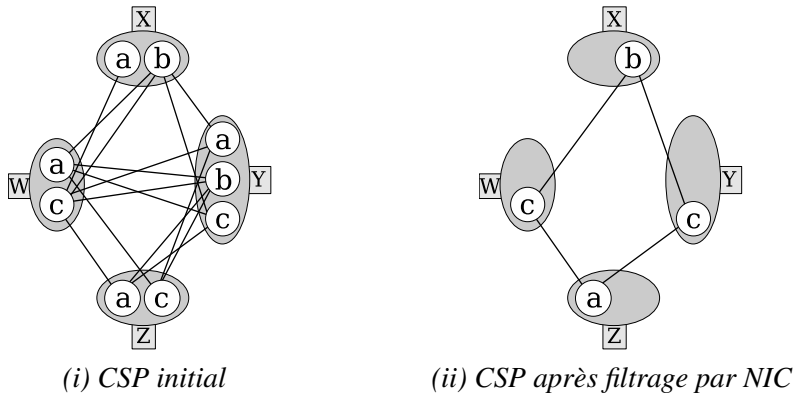 X X
a b b
a
W a b Y W Y
c c c c
a c a
Z Z
(i) CSP initial (ii) CSP après filtrage par NIC